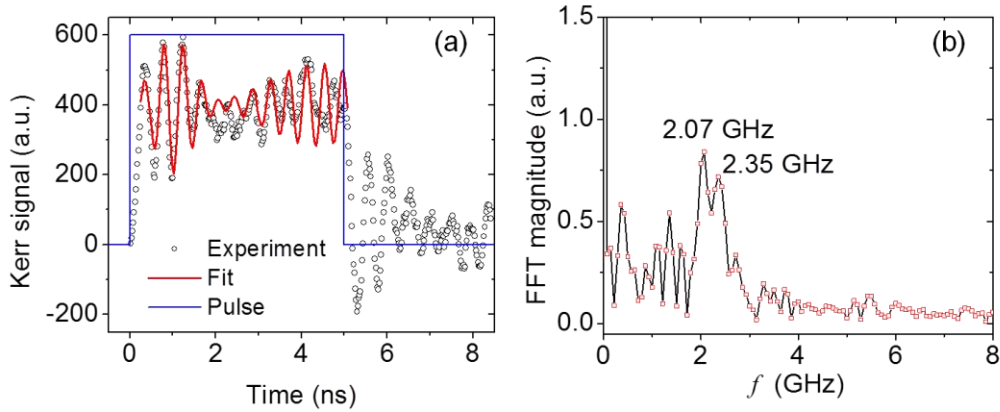 (a)
Kerr signal (a.u.)
600
400
200
0
-200
Experiment
Fit
Pulse
0 2 4 6 8
Time (ns)
(b)
FFT magnitude (a.u.)
1.5
1.0
0.5
0.0
2.07 GHz
2.35 GHz
0 2 4 6 8
f (GHz)